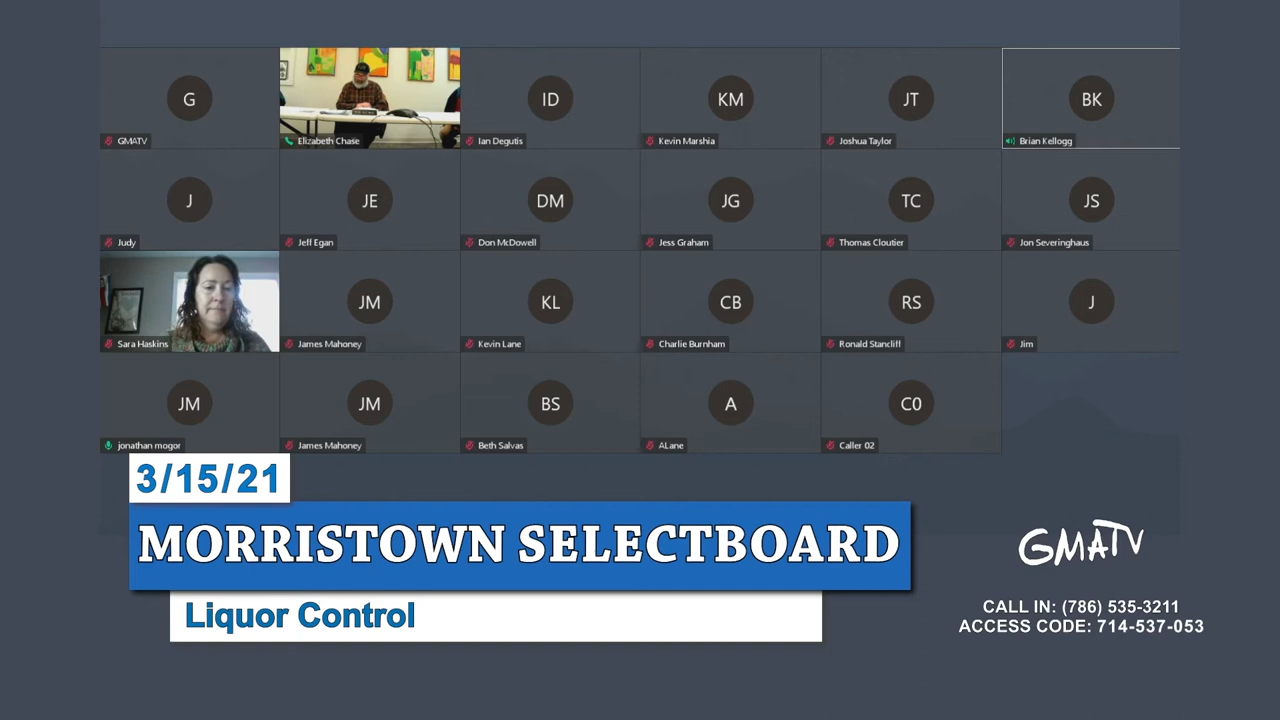 G
ID
KM
JT
BK
GMATV
Elizabeth Chase
Ian Degutis
Kevin Marshia
Joshua Taylor
Brian Kellogg
J
JE
DM
JG
TC
JS
Judy
Jeff Egan
Don McDowell
Jess Graham
Thomas Cloutier
Jon Severinghaus
JM
KL
CB
RS
J
Sara Haskins
James Mahoney
Kevin Lane
Charlie Burnham
Ronald Stancliff
Jim
JM
JM
BS
A
C0
jonathan mogor
James Mahoney
Beth Salvas
ALane
Caller 02
3/15/21
MORRISTOWN SELECTBOARD
Liquor Control
GMATV
CALL IN: (786) 535-3211
ACCESS CODE: 714-537-053